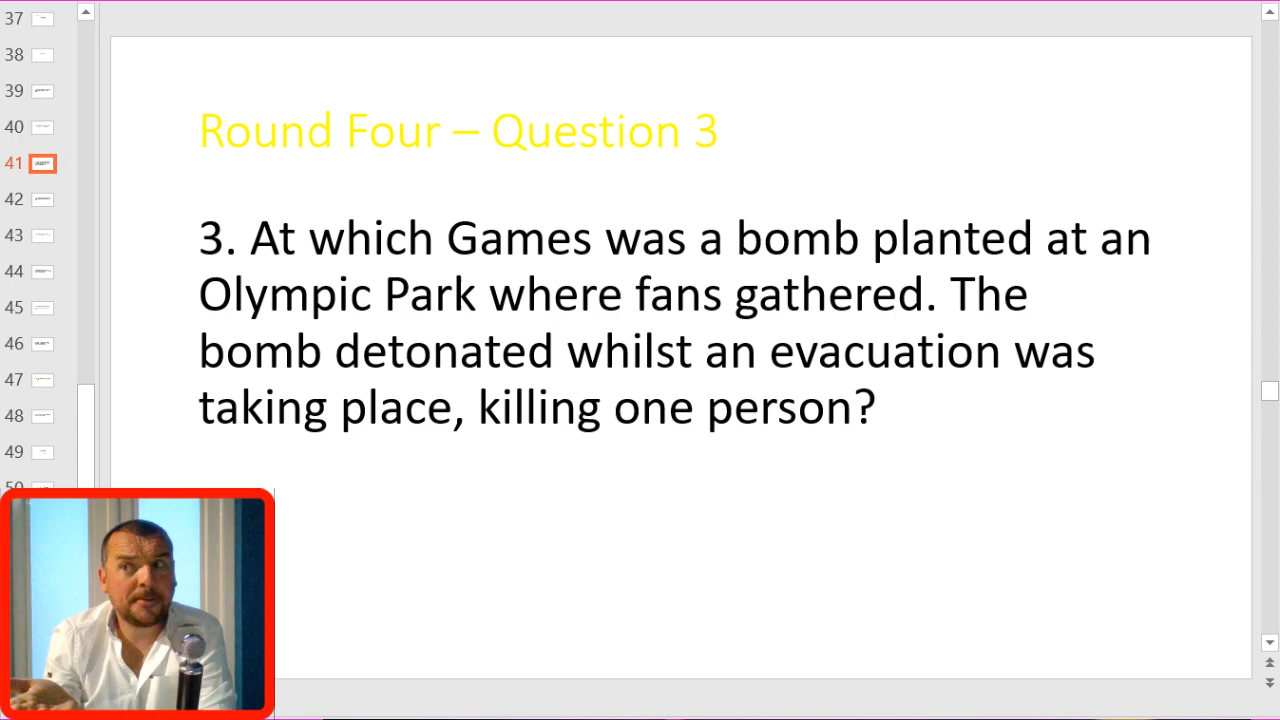 37
38
39
40
41
42
43
44
45
46
47
48
49
Round Four – Question 3
3. At which Games was a bomb planted at an
Olympic Park where fans gathered. The
bomb detonated whilst an evacuation was
taking place, killing one person?